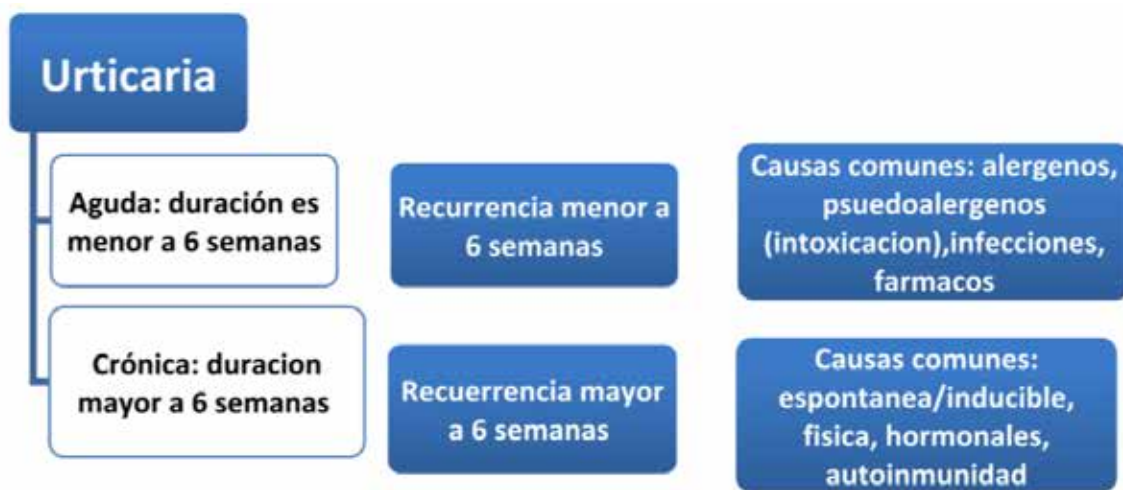 Urticaria
Aguda: duración es
menor a 6 semanas
Recurrencia menor a
6 semanas
Causas comunes: alergenos,
psuedoalergenos
(intoxicacion),infecciones,
farmacos
Crónica: duracion
mayor a 6 semanas
Recuerrencia mayor
a 6 semanas
Causas comunes:
espontanea/inducible,
fisica, hormonales,
autoinmunidad